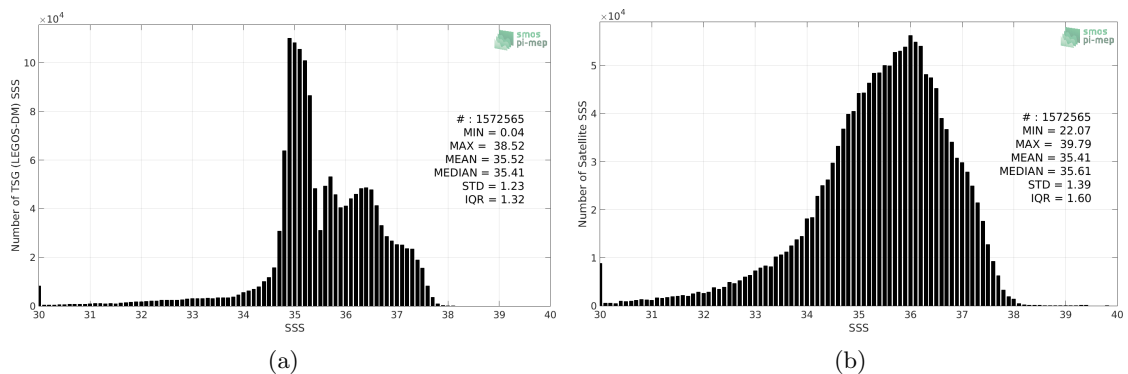 ×10⁴
smos
pi-mep
Number of TSG (LEGOS-DM) SSS
10
8
6
4
2
0
# : 1572565
MIN = 0.04
MAX = 38.52
MEAN = 35.52
MEDIAN = 35.41
STD = 1.23
IQR = 1.32
30 31 32 33 34 35 36 37 38 39 40
SSS
(a)
×10⁴
smos
pi-mep
Number of Satellite SSS
5
4
3
2
1
0
# : 1572565
MIN = 22.07
MAX = 39.79
MEAN = 35.41
MEDIAN = 35.61
STD = 1.39
IQR = 1.60
30 31 32 33 34 35 36 37 38 39 40
SSS
(b)